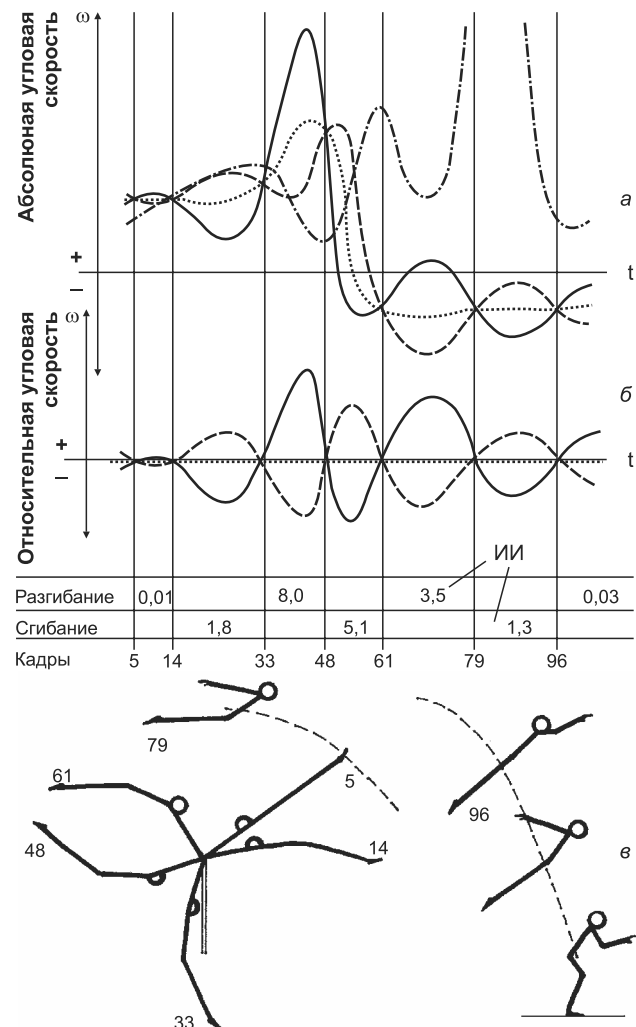 ω
Абсолюная угловая
скорость
а
+
t
−
ω
Относительная угловая
скорость
б
+
t
−
ИИ
Разгибание 0,01 8,0 3,5 0,03
Сгибание 1,8 5,1 1,3
Кадры 5 14 33 48 61 79 96
79
5
61
96
48
14
в
33